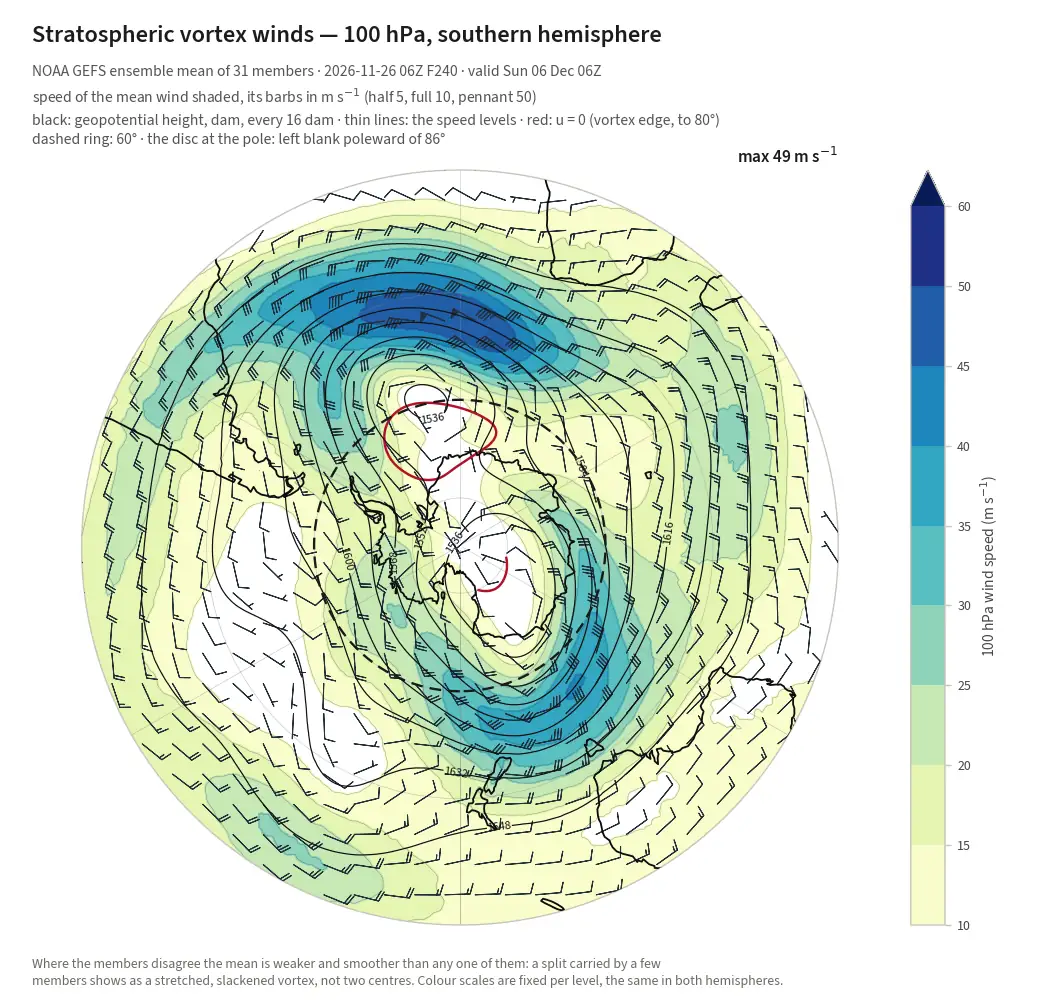 Stratospheric vortex winds — 100 hPa, southern hemisphere
NOAA GEFS ensemble mean of 31 members · 2026-11-26 06Z F240 · valid Sun 06 Dec 06Z
speed of the mean wind shaded, its barbs in m s⁻¹ (half 5, full 10, pennant 50)
black: geopotential height, dam, every 16 dam · thin lines: the speed levels · red: u = 0 (vortex edge, to 80°)
dashed ring: 60° · the disc at the pole: left blank poleward of 86°
max 49 m s⁻¹
60
50
45
40
35
30
25
20
15
10
100 hPa wind speed (m s⁻¹)
1536
1616
1536
1600
1632
Where the members disagree the mean is weaker and smoother than any one of them: a split carried by a few
members shows as a stretched, slackened vortex, not two centres. Colour scales are fixed per level, the same in both hemispheres.